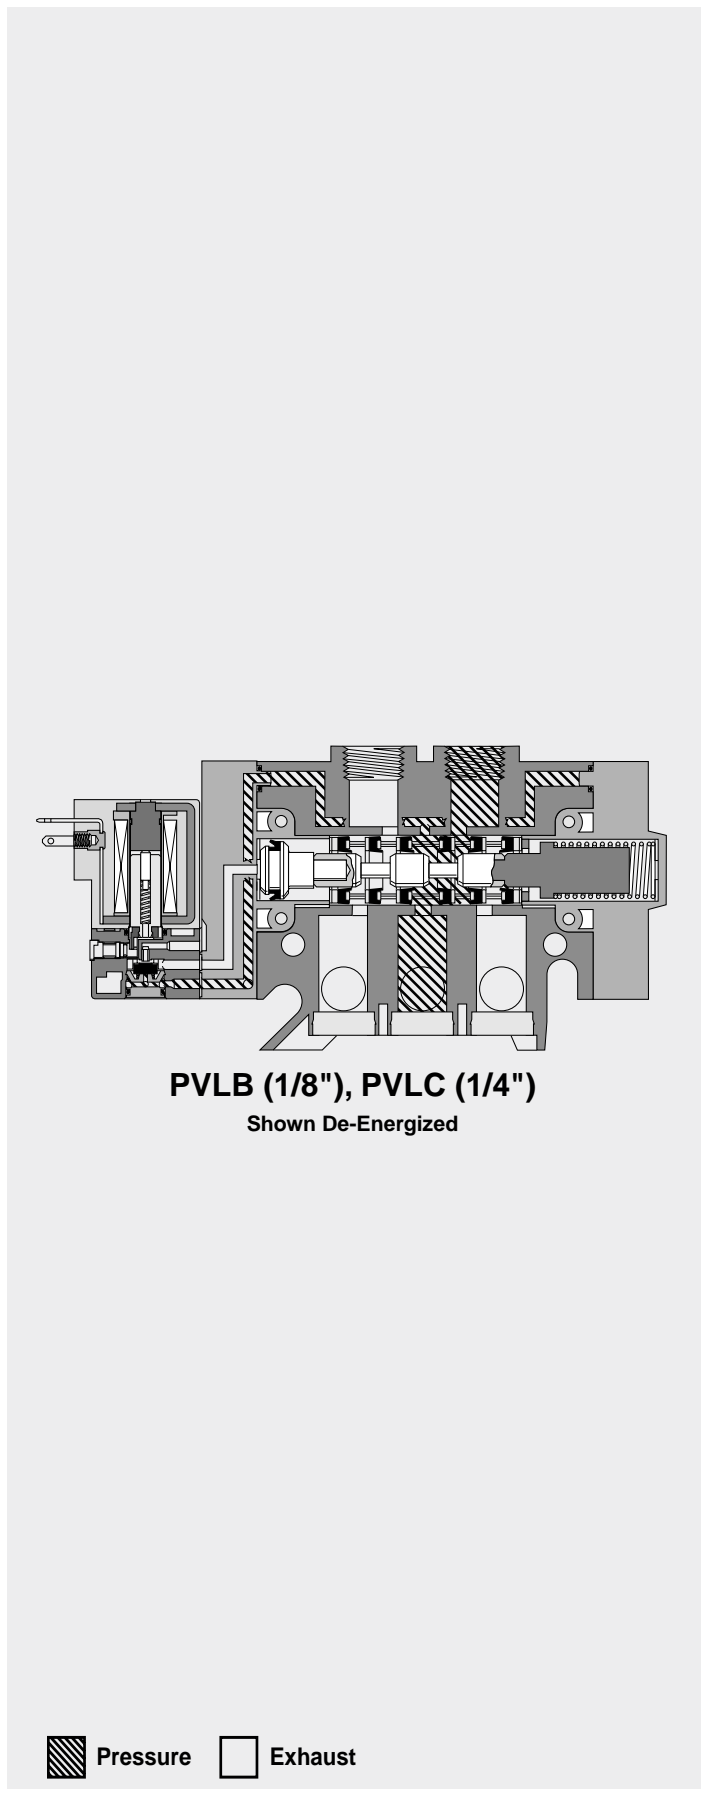 PVLB (1/8"), PVLC (1/4")
Shown De-Energized
Pressure
Exhaust